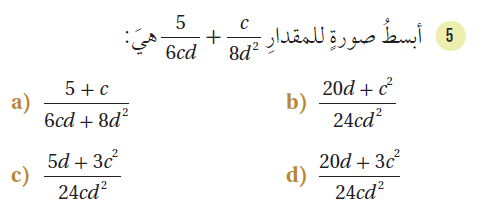 5 أبسطُ صورةٍ للمقدارِ 5/6cd + c/8d² هيَ:
a) (5 + c)/(6cd + 8d²)
b) (20d + c²)/(24cd²)
c) (5d + 3c²)/(24cd²)
d) (20d + 3c²)/(24cd²)